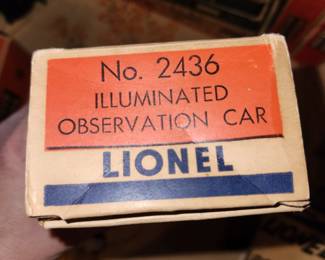 No. 2436
ILLUMINATED
OBSERVATION CAR
LIONEL